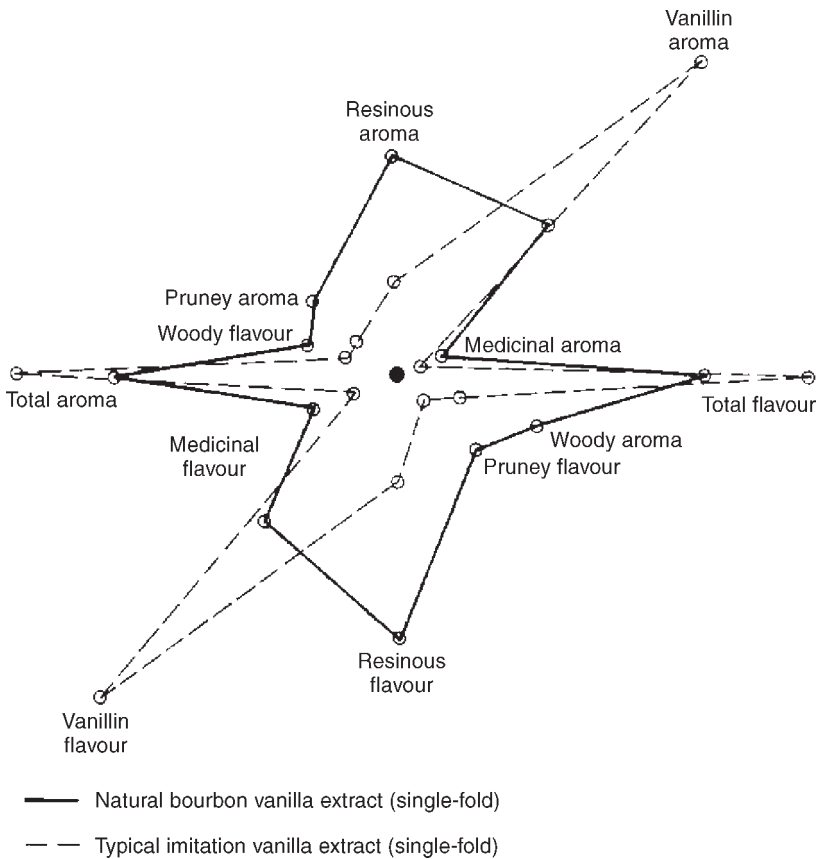 Vanillin
aroma
Resinous
aroma
Pruney aroma
Woody flavour
Medicinal aroma
Total aroma
Total flavour
Medicinal
flavour
Woody aroma
Pruney flavour
Resinous
flavour
Vanillin
flavour
Natural bourbon vanilla extract (single-fold)
Typical imitation vanilla extract (single-fold)